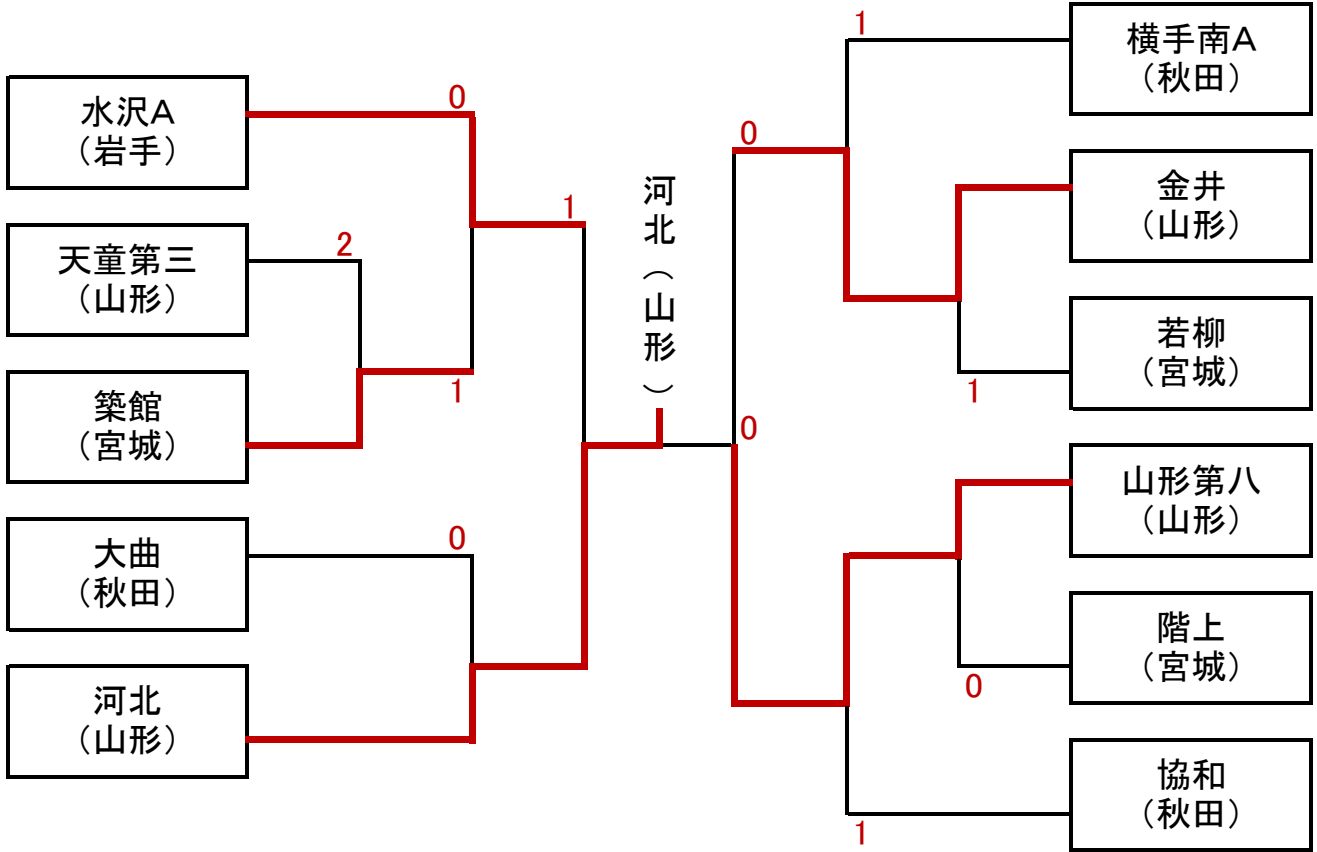 水沢A
(岩手)
天童第三
(山形)
築館
(宮城)
大曲
(秋田)
河北
(山形)
0
2
1
1
0
河北(山形)
0
0
1
1
0
1
横手南A
(秋田)
金井
(山形)
若柳
(宮城)
山形第八
(山形)
階上
(宮城)
協和
(秋田)